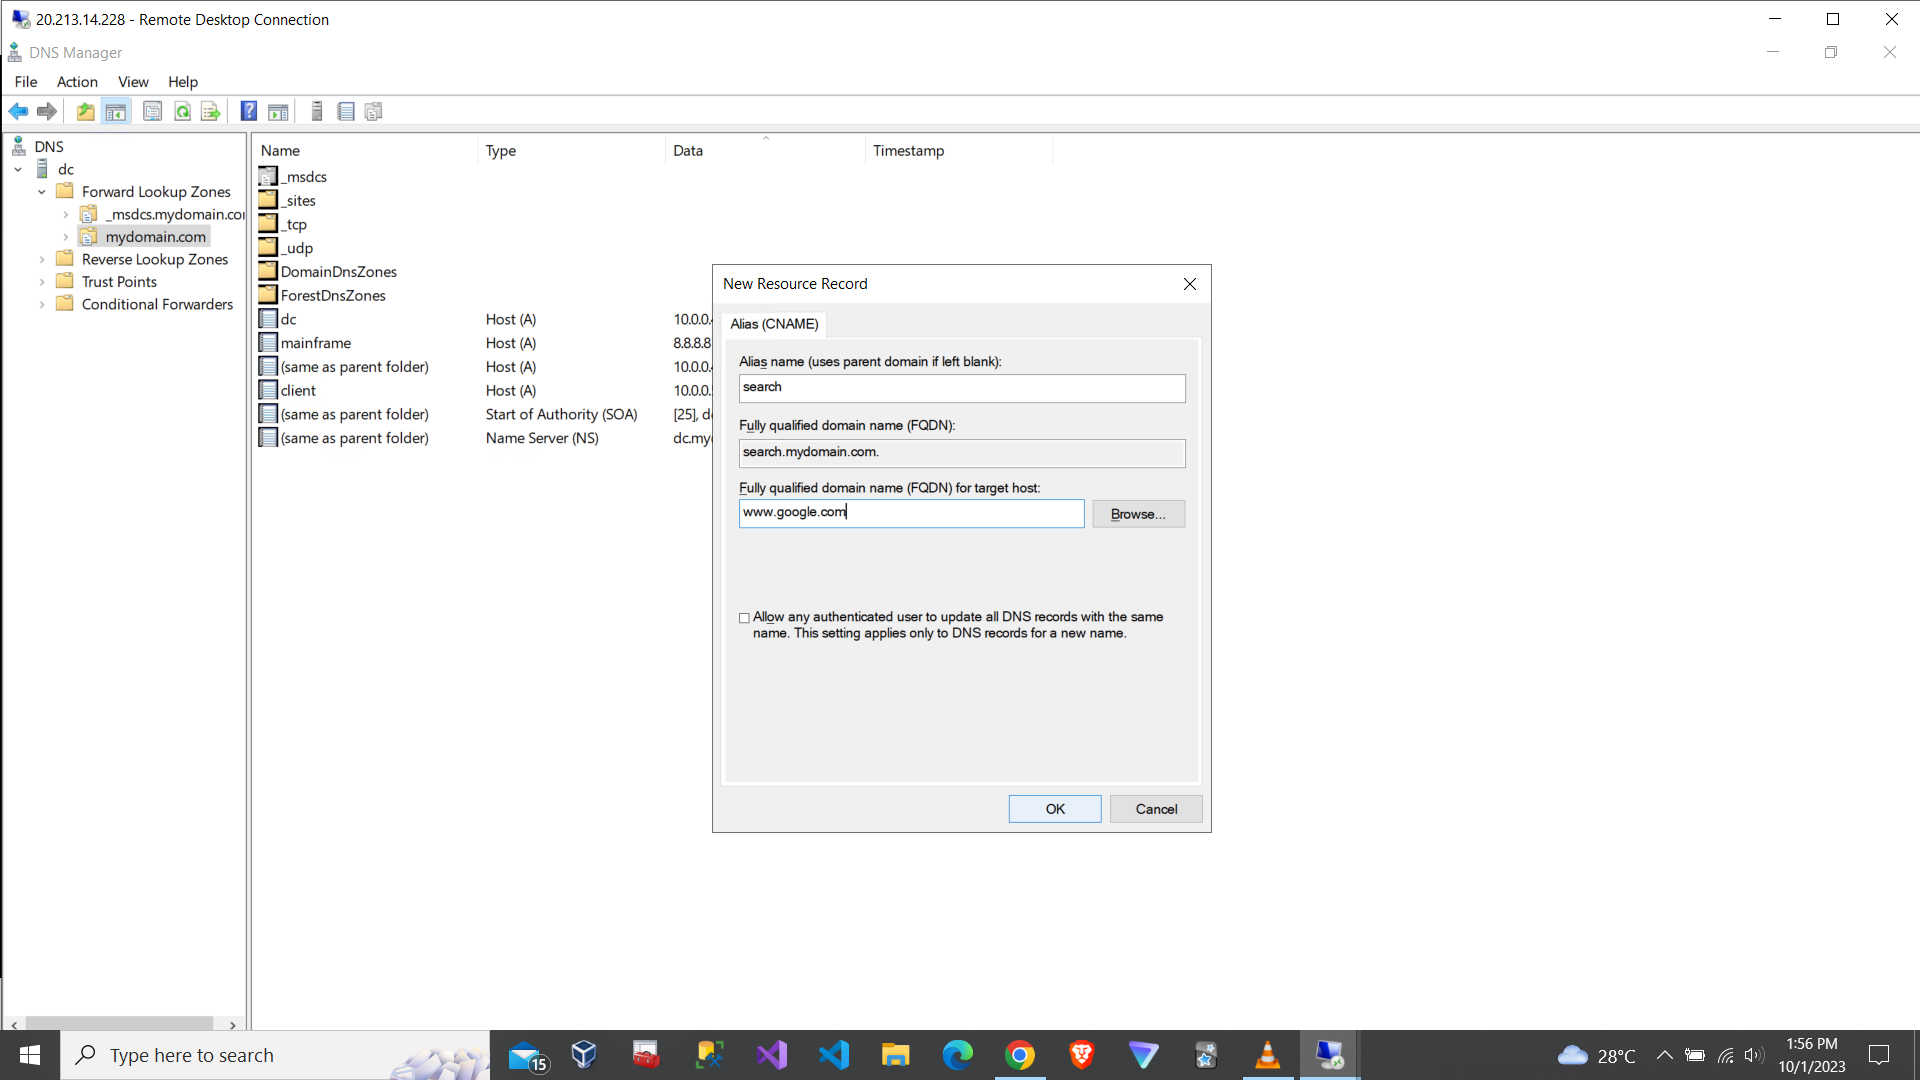 20.213.14.228 - Remote Desktop Connection
DNS Manager
File Action View Help
DNS
dc
Forward Lookup Zones
_msdcs.mydomain.cor
mydomain.com
Reverse Lookup Zones
Trust Points
Conditional Forwarders
Name Type Data Timestamp
_msdcs
_sites
_tcp
_udp
DomainDnsZones
ForestDnsZones
dc Host (A) 10.0.0.
mainframe Host (A) 8.8.8.8
(same as parent folder) Host (A) 10.0.0.
client Host (A) 10.0.0.
(same as parent folder) Start of Authority (SOA) [25], d
(same as parent folder) Name Server (NS) dc.my
New Resource Record
Alias (CNAME)
Alias name (uses parent domain if left blank):
search
Fully qualified domain name (FQDN):
search.mydomain.com.
Fully qualified domain name (FQDN) for target host:
www.google.com
Browse...
Allow any authenticated user to update all DNS records with the same
name. This setting applies only to DNS records for a new name.
OK Cancel
Type here to search
15
28°C
1:56 PM
10/1/2023